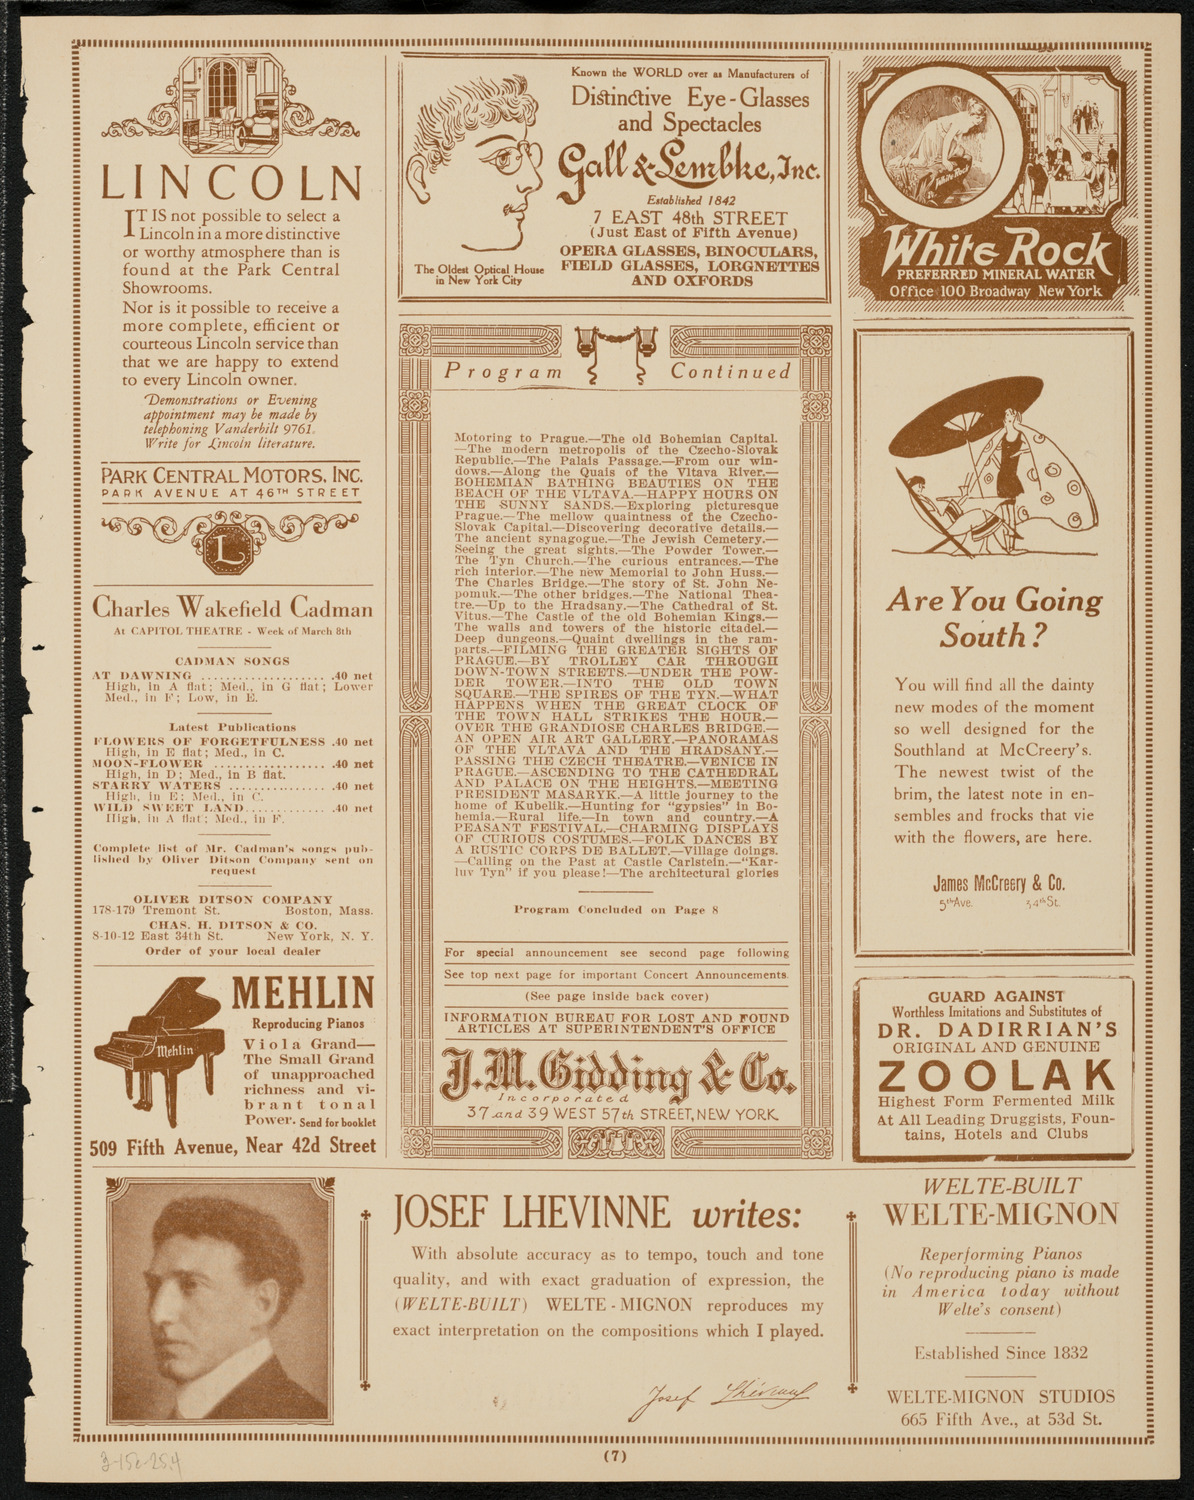 LINCOLN
IT IS not possible to select a
Lincoln in a more distinctive
or worthy atmosphere than is
found at the Park Central
Showrooms.
Nor is it possible to receive a
more complete, efficient or
courteous Lincoln service than
that we are happy to extend
to every Lincoln owner.
Demonstrations or Evening
appointment may be made by
telephoning Vanderbilt 9761.
Write for Lincoln literature.
PARK CENTRAL MOTORS, INC.
PARK AVENUE AT 46TH STREET
L
Charles Wakefield Cadman
At CAPITOL THEATRE - Week of March 8th
CADMAN SONGS
AT DAWNING ................... .40 net
High, in A flat; Med., in G flat; Lower
Med., in F; Low, in E.
Latest Publications
FLOWERS OF FORGETFULNESS .40 net
High, in E flat; Med., in C.
MOON-FLOWER ................. .40 net
High, in D; Med., in B flat.
STARRY WATERS ............... .40 net
High, in E; Med., in C.
WILD SWEET LAND............. .40 net
High, in A flat; Med., in F.
Complete list of Mr. Cadman's songs pub-
lished by Oliver Ditson Company sent on
request
OLIVER DITSON COMPANY
178-179 Tremont St. Boston, Mass.
CHAS. H. DITSON & CO.
8-10-12 East 34th St. New York, N. Y.
Order of your local dealer
Mehlin
MEHLIN
Reproducing Pianos
Viola Grand—
The Small Grand
of unapproached
richness and vi-
brant tonal
Power. Send for booklet
509 Fifth Avenue, Near 42d Street
Known the WORLD over as Manufacturers of
Distinctive Eye-Glasses
and Spectacles
Gall & Lembke, Inc.
Established 1842
7 EAST 48th STREET
(Just East of Fifth Avenue)
OPERA GLASSES, BINOCULARS,
FIELD GLASSES, LORGNETTES
AND OXFORDS
The Oldest Optical House
in New York City
Program Continued
Motoring to Prague.—The old Bohemian Capital.
—The modern metropolis of the Czecho-Slovak
Republic.—The Palais Passage.—From our win-
dows.—Along the Quais of the Vltava River.—
BOHEMIAN BATHING BEAUTIES ON THE
BEACH OF THE VLTAVA.—HAPPY HOURS ON
THE SUNNY SANDS.—Exploring picturesque
Prague.—The mellow quaintness of the Czecho-
Slovak Capital.—Discovering decorative details.—
The ancient synagogue.—The Jewish Cemetery.—
Seeing the great sights.—The Powder Tower.—
The Tyn Church.—The curious entrances.—The
rich interior.—The new Memorial to John Huss.—
The Charles Bridge.—The story of St. John Ne-
pomuk.—The other bridges.—The National Thea-
tre.—Up to the Hradsany.—The Cathedral of St.
Vitus.—The Castle of the old Bohemian Kings.—
The walls and towers of the historic citadel.—
Deep dungeons.—Quaint dwellings in the ram-
parts.—FILMING THE GREATER SIGHTS OF
PRAGUE.—BY TROLLEY CAR THROUGH
DOWN-TOWN STREETS.—UNDER THE POW-
DER TOWER.—INTO THE OLD TOWN
SQUARE.—THE SPIRES OF THE TYN.—WHAT
HAPPENS WHEN THE GREAT CLOCK OF
THE TOWN HALL STRIKES THE HOUR.—
OVER THE GRANDIOSE CHARLES BRIDGE.—
AN OPEN AIR ART GALLERY.—PANORAMAS
OF THE VLTAVA AND THE HRADSANY.—
PASSING THE CZECH THEATRE.—VENICE IN
PRAGUE.—ASCENDING TO THE CATHEDRAL
AND PALACE ON THE HEIGHTS.—MEETING
PRESIDENT MASARYK.—A little journey to the
home of Kubelik.—Hunting for "gypsies" in Bo-
hemia.—Rural life.—In town and country.—A
PEASANT FESTIVAL.—CHARMING DISPLAYS
OF CURIOUS COSTUMES.—FOLK DANCES BY
A RUSTIC CORPS DE BALLET.—Village doings.
—Calling on the Past at Castle Carlstein.—"Kar-
luv Tyn" if you please!—The architectural glories
Program Concluded on Page 8
For special announcement see second page following
See top next page for important Concert Announcements.
(See page inside back cover)
INFORMATION BUREAU FOR LOST AND FOUND
ARTICLES AT SUPERINTENDENT'S OFFICE
J.M. Gidding & Co.
Incorporated
37 and 39 WEST 57th STREET, NEW YORK
White Rock
White Rock
PREFERRED MINERAL WATER
Office 100 Broadway New York
Are You Going
South?
You will find all the dainty
new modes of the moment
so well designed for the
Southland at McCreery's.
The newest twist of the
brim, the latest note in en-
sembles and frocks that vie
with the flowers, are here.
James McCreery & Co.
5th Ave. 34th St.
GUARD AGAINST
Worthless Imitations and Substitutes of
DR. DADIRRIAN'S
ORIGINAL AND GENUINE
ZOOLAK
Highest Form Fermented Milk
At All Leading Druggists, Foun-
tains, Hotels and Clubs
JOSEF LHEVINNE writes:
With absolute accuracy as to tempo, touch and tone
quality, and with exact graduation of expression, the
(WELTE-BUILT) WELTE-MIGNON reproduces my
exact interpretation on the compositions which I played.
Josef Lhévinne
WELTE-BUILT
WELTE-MIGNON
Reperforming Pianos
(No reproducing piano is made
in America today without
Welte's consent)
Established Since 1832
WELTE-MIGNON STUDIOS
665 Fifth Ave., at 53d St.
(7)